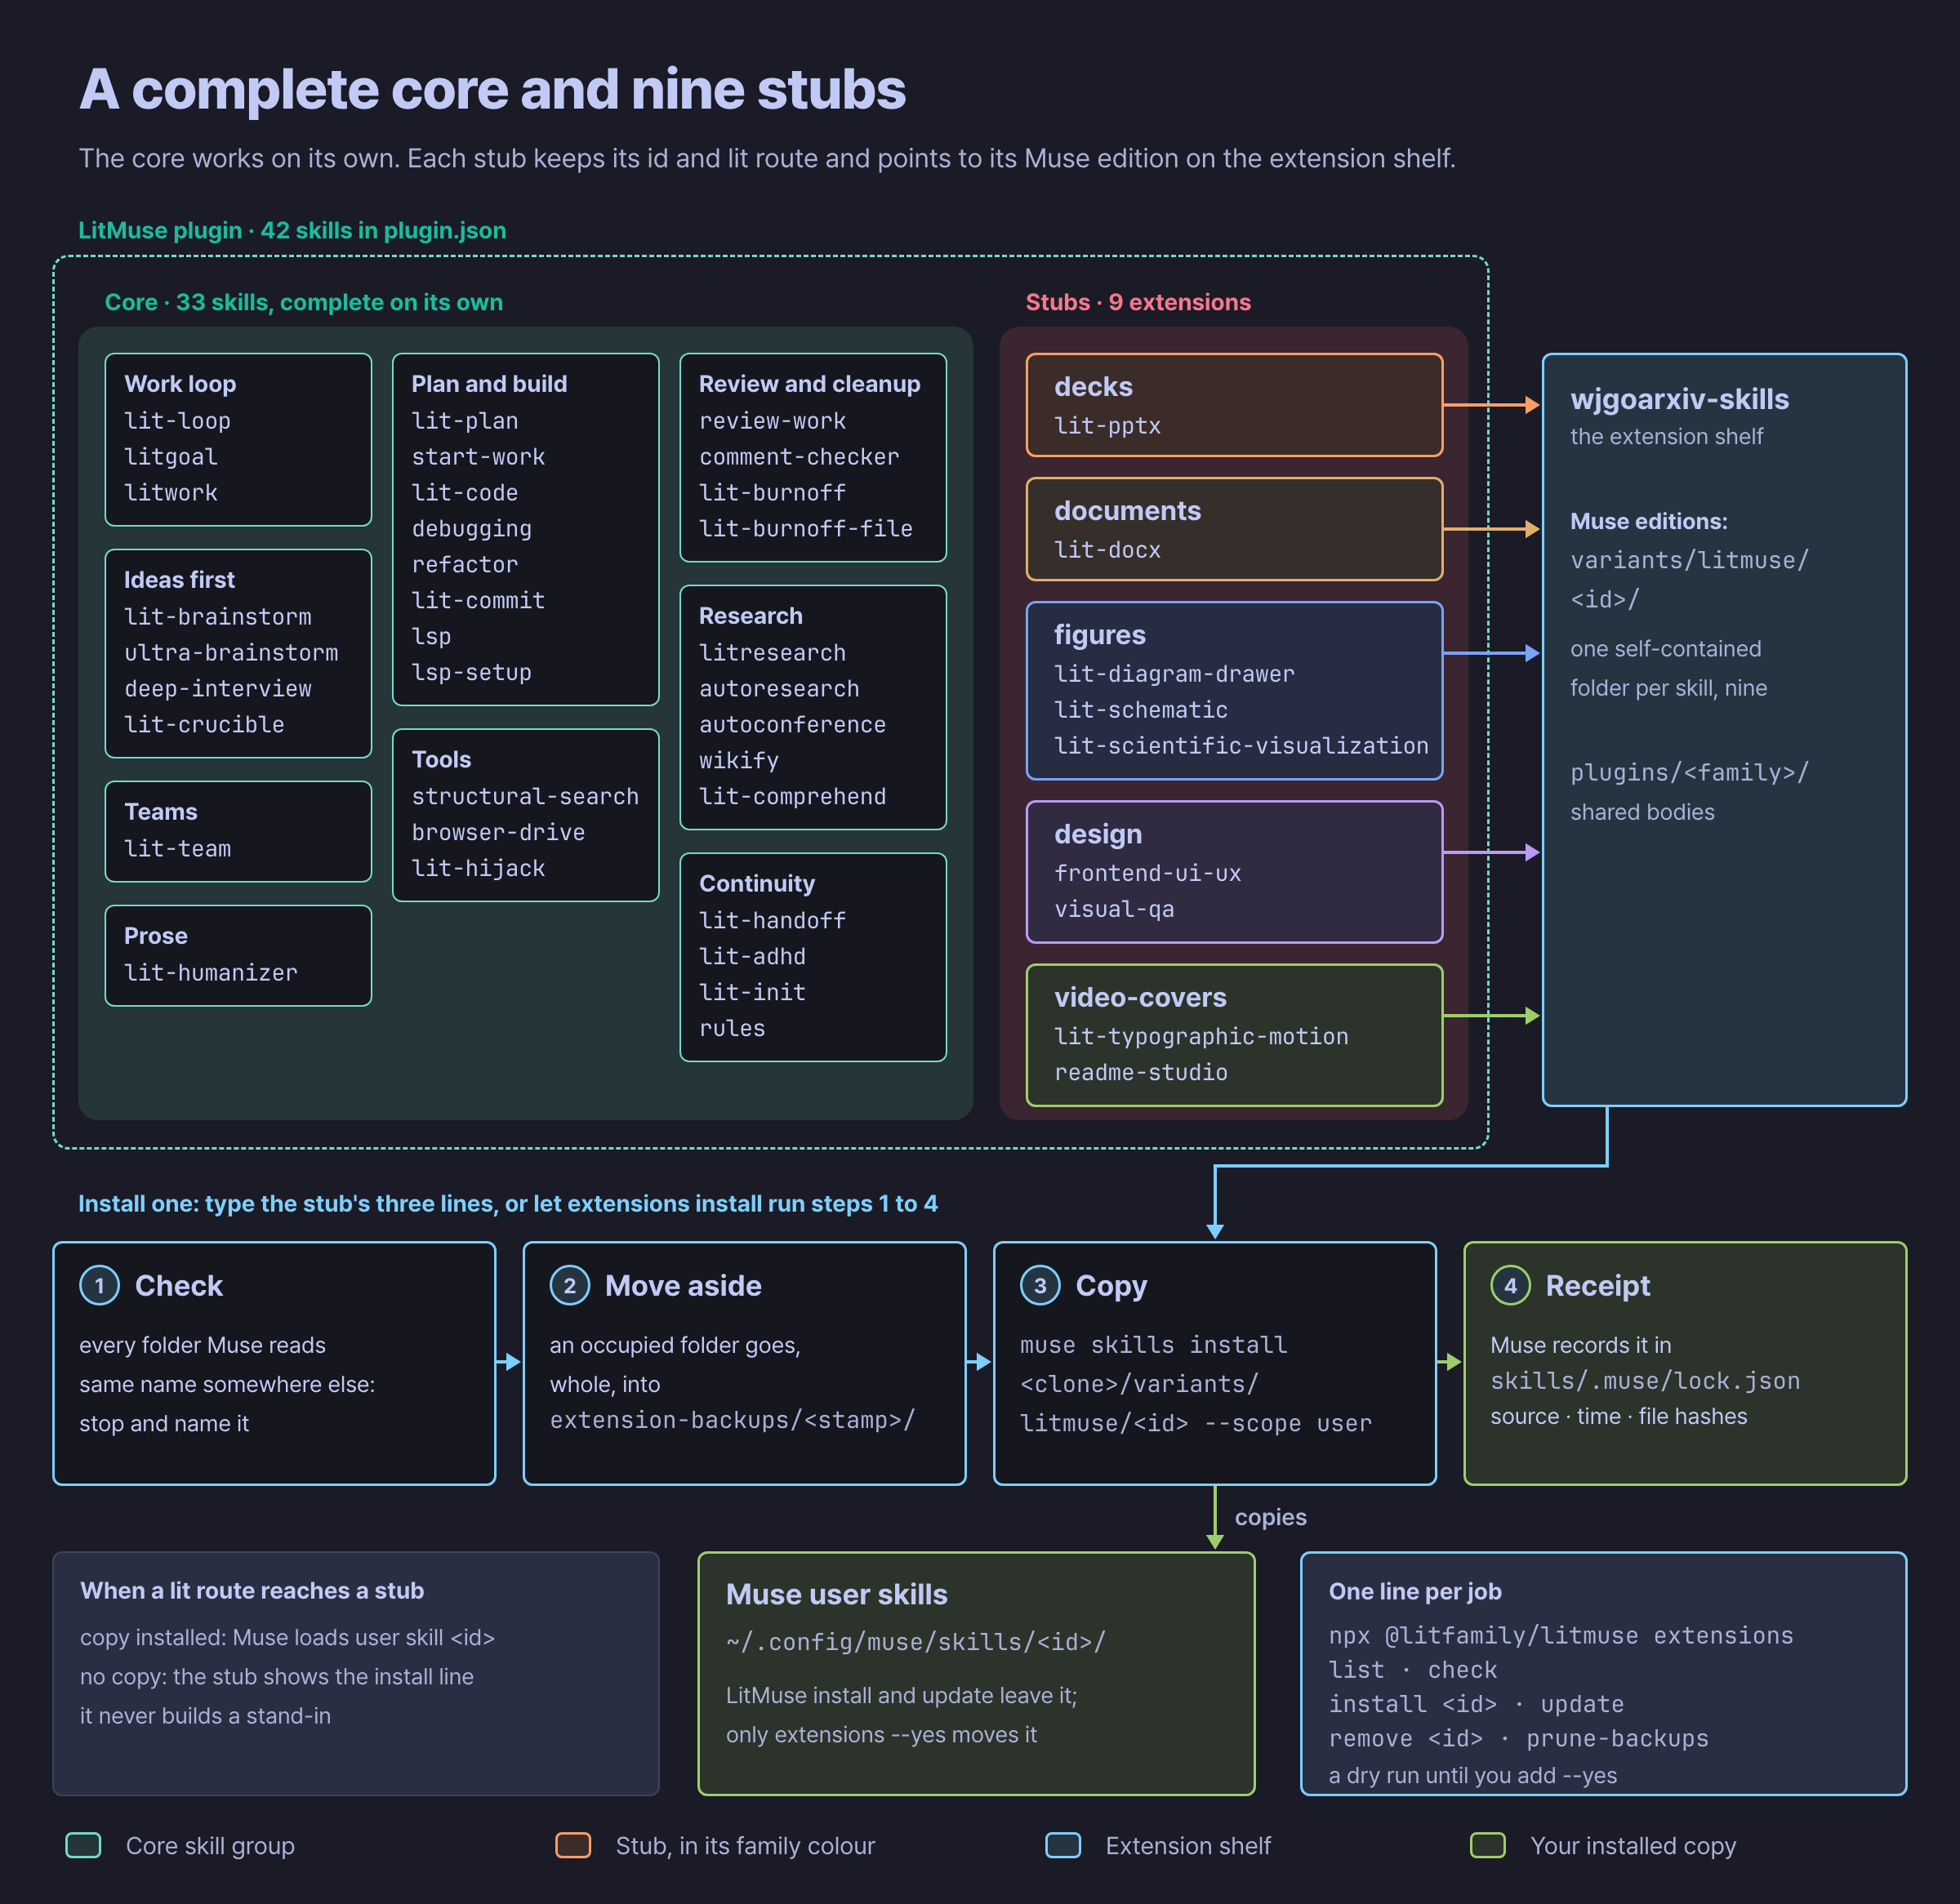 A complete core and nine stubs
The core works on its own. Each stub keeps its id and lit route and points to its Muse edition on the extension shelf.
LitMuse plugin · 42 skills in plugin.json
Core · 33 skills, complete on its own
Work loop
lit-loop
litgoal
litwork
Ideas first
lit-brainstorm
ultra-brainstorm
deep-interview
lit-crucible
Teams
lit-team
Prose
lit-humanizer
Plan and build
lit-plan
start-work
lit-code
debugging
refactor
lit-commit
lsp
lsp-setup
Tools
structural-search
browser-drive
lit-hijack
Review and cleanup
review-work
comment-checker
lit-burnoff
lit-burnoff-file
Research
litresearch
autoresearch
autoconference
wikify
lit-comprehend
Continuity
lit-handoff
lit-adhd
lit-init
rules
Stubs · 9 extensions
decks
lit-pptx
documents
lit-docx
figures
lit-diagram-drawer
lit-schematic
lit-scientific-visualization
design
frontend-ui-ux
visual-qa
video-covers
lit-typographic-motion
readme-studio
wjgoarxiv-skills
the extension shelf
Muse editions:
variants/litmuse/
<id>/
one self-contained
folder per skill, nine
plugins/<family>/
shared bodies
Install one: type the stub's three lines, or let extensions install run steps 1 to 4
1 Check
every folder Muse reads
same name somewhere else:
stop and name it
2 Move aside
an occupied folder goes,
whole, into
extension-backups/<stamp>/
3 Copy
muse skills install
<clone>/variants/
litmuse/<id> --scope user
4 Receipt
Muse records it in
skills/.muse/lock.json
source · time · file hashes
copies
When a lit route reaches a stub
copy installed: Muse loads user skill <id>
no copy: the stub shows the install line
it never builds a stand-in
Muse user skills
~/.config/muse/skills/<id>/
LitMuse install and update leave it;
only extensions --yes moves it
One line per job
npx @litfamily/litmuse extensions
list · check
install <id> · update
remove <id> · prune-backups
a dry run until you add --yes
Core skill group
Stub, in its family colour
Extension shelf
Your installed copy